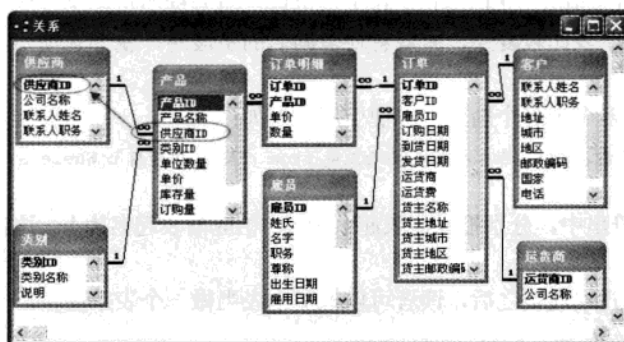 关系
供应商
供应商ID
公司名称
联系人姓名
联系人职务
产品
产品ID
产品名称
供应商ID
类别ID
单位数量
单价
库存量
订购量
订单明细
订单ID
产品ID
单价
数量
订单
订单ID
客户ID
雇员ID
订购日期
到货日期
发货日期
运货商
运货费
货主名称
货主地址
货主城市
货主地区
货主邮政编码
客户
联系人姓名
联系人职务
地址
城市
地区
邮政编码
国家
电话
雇员
雇员ID
姓氏
名字
职务
尊称
出生日期
雇用日期
类别
类别ID
类别名称
说明
运货商
运货商ID
公司名称
1
∞
1
∞
∞
∞
1
∞
1
∞
1
∞
1